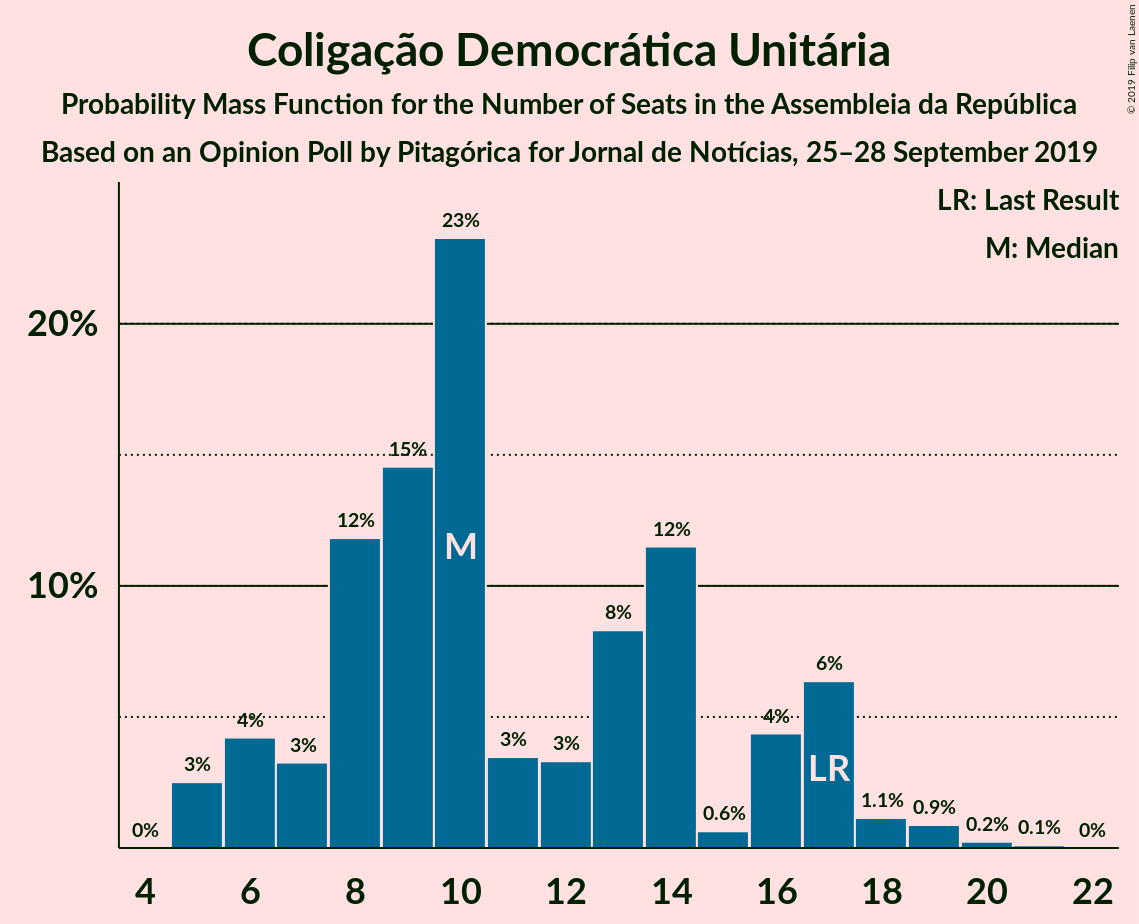 Coligação Democrática Unitária
Probability Mass Function for the Number of Seats in the Assembleia da República
Based on an Opinion Poll by Pitagórica for Jornal de Notícias, 25–28 September 2019
© 2019 Filip van Laenen
LR: Last Result
M: Median
20%
10%
0%
3%
4%
3%
12%
15%
23%
3%
3%
8%
12%
0.6%
4%
6%
1.1%
0.9%
0.2%
0.1%
0%
M
LR
4 6 8 10 12 14 16 18 20 22